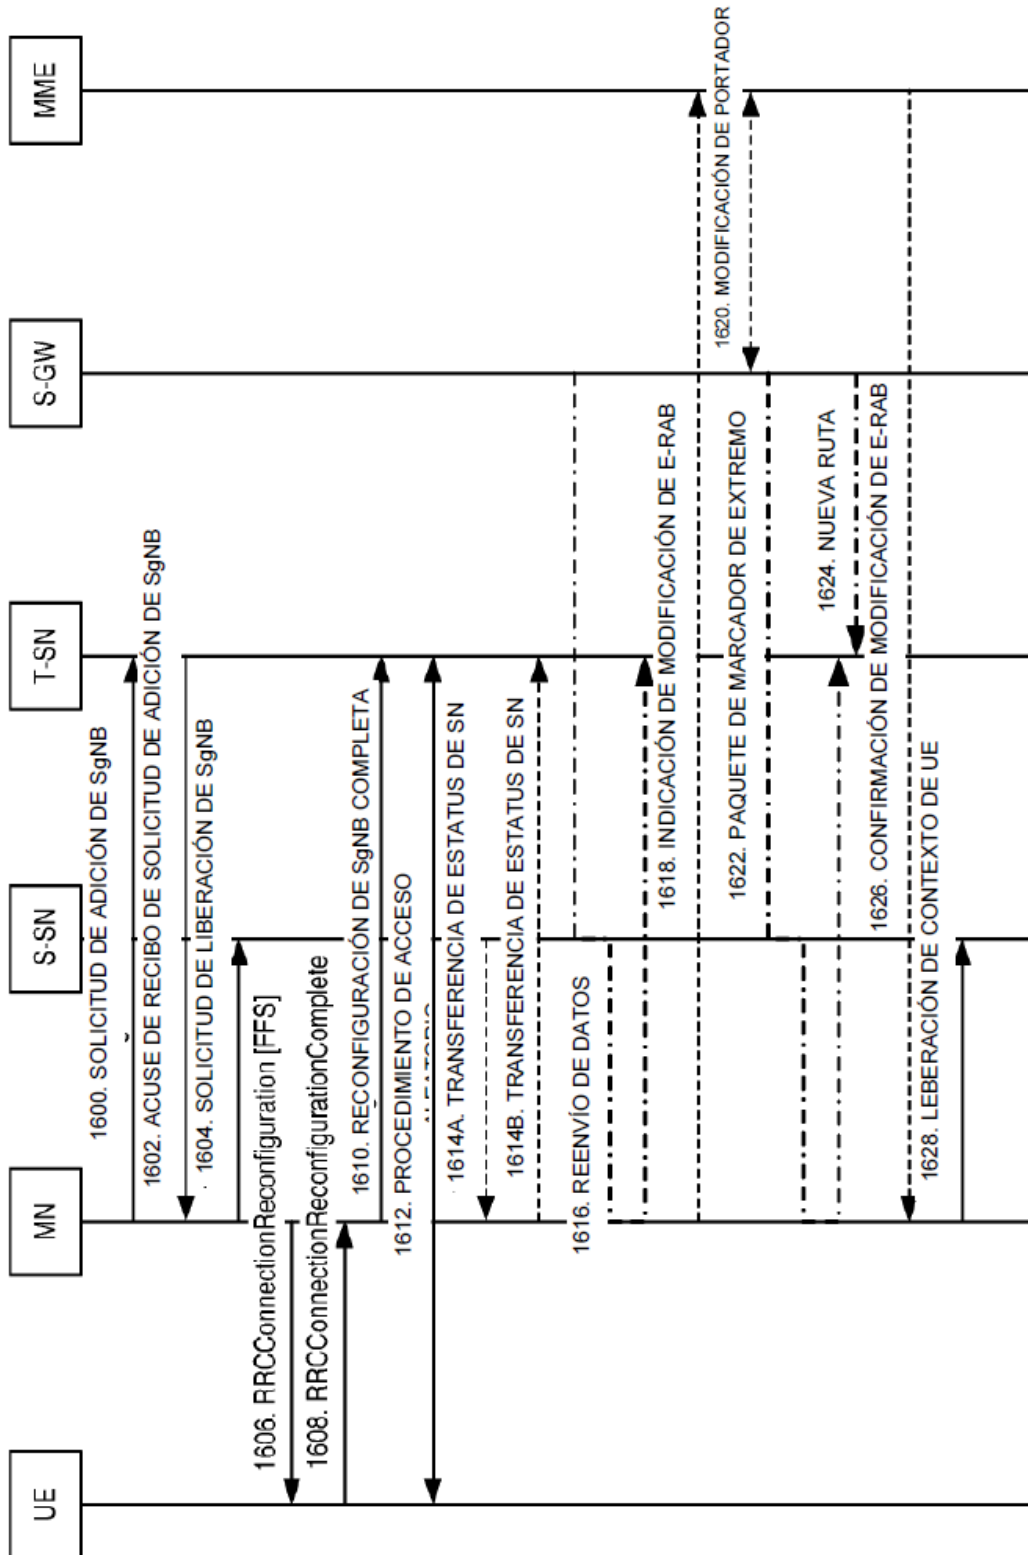 UE
MN
S-SN
T-SN
S-GW
MME
1600. SOLICITUD DE ADICIÓN DE SgNB
1602. ACUSE DE RECIBO DE SOLICITUD DE ADICIÓN DE SgNB
1604. SOLICITUD DE LIBERACIÓN DE SgNB
1606. RRCConnectionReconfiguration [FFS]
1608. RRCConnectionReconfigurationComplete
1610. RECONFIGURACIÓN DE SgNB COMPLETA
1612. PROCEDIMIENTO DE ACCESO
1614A. TRANSFERENCIA DE ESTATUS DE SN
1614B. TRANSFERENCIA DE ESTATUS DE SN
1616. REENVÍO DE DATOS
1618. INDICACIÓN DE MODIFICACIÓN DE E-RAB
1620. MODIFICACIÓN DE PORTADOR
1622. PAQUETE DE MARCADOR DE EXTREMO
1624. NUEVA RUTA
1626. CONFIRMACIÓN DE MODIFICACIÓN DE E-RAB
1628. LEBERACIÓN DE CONTEXTO DE UE